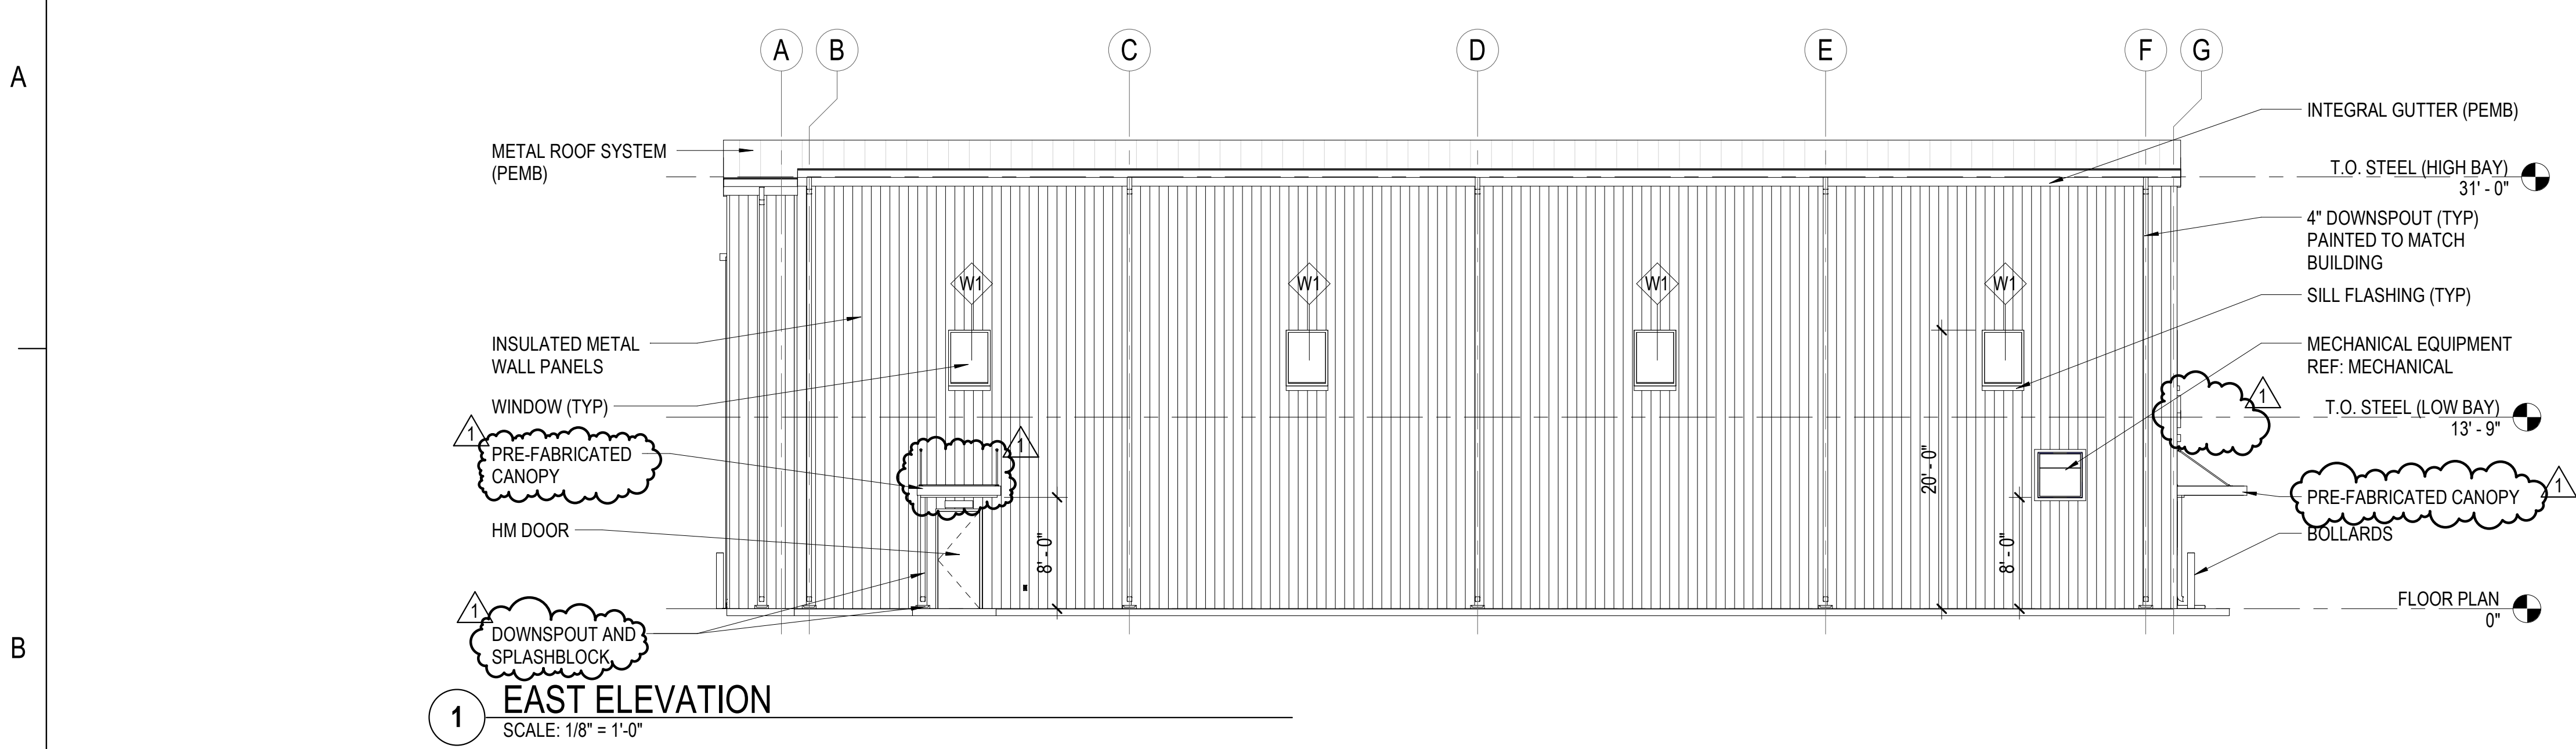 A
B
C
D
E
F
G
A
INTEGRAL GUTTER (PEMB)
METAL ROOF SYSTEM
(PEMB)
T.O. STEEL (HIGH BAY)
31' - 0"
4" DOWNSPOUT (TYP)
PAINTED TO MATCH
BUILDING
W1
W1
W1
W1
SILL FLASHING (TYP)
INSULATED METAL
WALL PANELS
MECHANICAL EQUIPMENT
REF: MECHANICAL
WINDOW (TYP)
1
T.O. STEEL (LOW BAY)
13' - 9"
1
PRE-FABRICATED
CANOPY
1
20' - 0"
PRE-FABRICATED CANOPY
1
HM DOOR
8' - 0"
8' - 0"
BOLLARDS
FLOOR PLAN
0"
1
DOWNSPOUT AND
SPLASHBLOCK
B
1
EAST ELEVATION
SCALE: 1/8" = 1'-0"